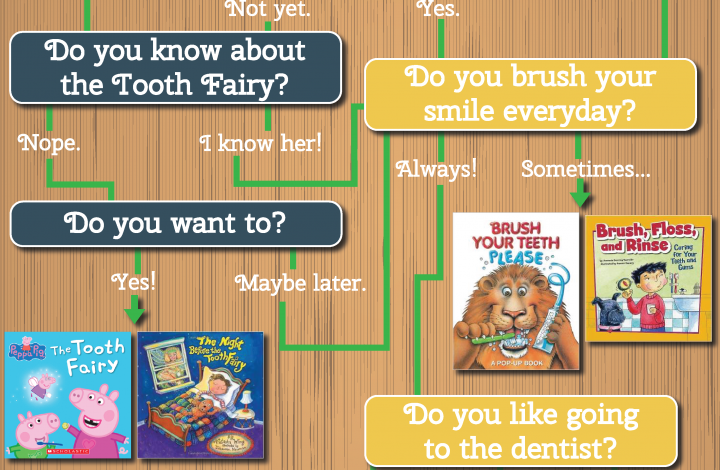 Not yet.
Yes.
Do you know about
the Tooth Fairy?
Do you brush your
smile everyday?
Nope.
I know her!
Always!
Sometimes...
Do you want to?
Yes!
Maybe later.
BRUSH
YOUR TEETH
PLEASE
A POP-UP BOOK
Brush, Floss,
and Rinse
Caring
for Your
Teeth and
Gums
Peppa Pig
The Tooth
Fairy
SCHOLASTIC
The Night
Before the
Tooth Fairy
Do you like going
to the dentist?